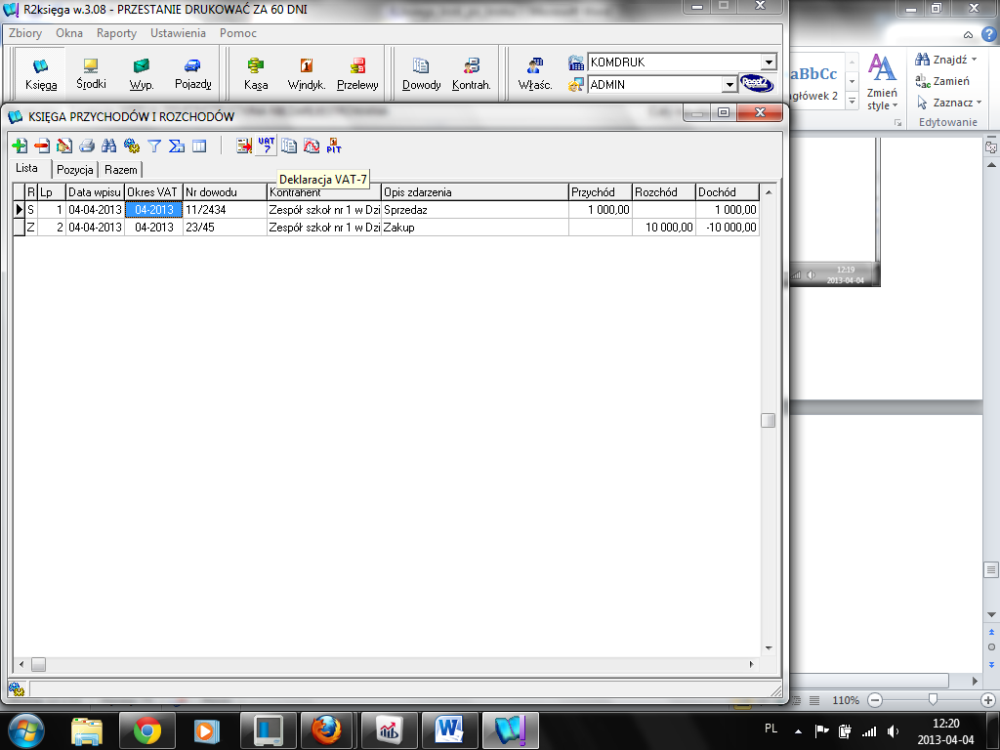 R2księga w.3.08 - PRZESTANIE DRUKOWAĆ ZA 60 DNI
Zbiory Okna Raporty Ustawienia Pomoc
Księga Środki Wyp. Pojazdy Kasa Windyk. Przelewy Dowody Kontrah. Właśc.
KOMDRUK
ADMIN
KSIĘGA PRZYCHODÓW I ROZCHODÓW
VAT 7 PIT
Lista Pozycja Razem
Deklaracja VAT-7
R Lp Data wpisu Okres VAT Nr dowodu Kontrahent Opis zdarzenia Przychód Rozchód Dochód
S 1 04-04-2013 04-2013 11/2434 Zespół szkoł nr 1 w Dzi Sprzedaz 1 000,00 1 000,00
Z 2 04-04-2013 04-2013 23/45 Zespół szkoł nr 1 w Dzi Zakup 10 000,00 -10 000,00
aBbCc
główek 2
Zmień
style
Znajdź
Zamień
Zaznacz
Edytowanie
12:19
2013-04-04
110%
PL
12:20
2013-04-04